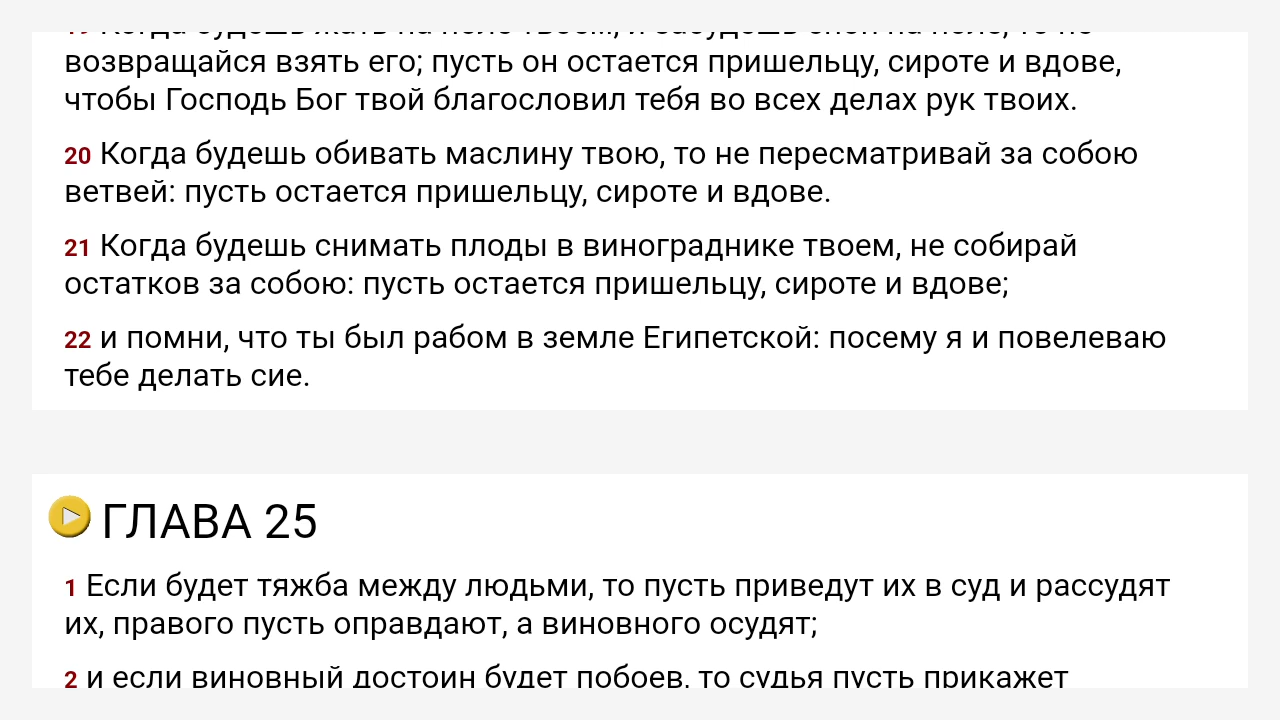 возвращайся взять его; пусть он остается пришельцу, сироте и вдове,
чтобы Господь Бог твой благословил тебя во всех делах рук твоих.
20 Когда будешь обивать маслину твою, то не пересматривай за собою
ветвей: пусть остается пришельцу, сироте и вдове.
21 Когда будешь снимать плоды в винограднике твоем, не собирай
остатков за собою: пусть остается пришельцу, сироте и вдове;
22 и помни, что ты был рабом в земле Египетской: посему я и повелеваю
тебе делать сие.
ГЛАВА 25
1 Если будет тяжба между людьми, то пусть приведут их в суд и рассудят
их, правого пусть оправдают, а виновного осудят;
2 и если виновный достоин будет побоев, то судья пусть прикажет